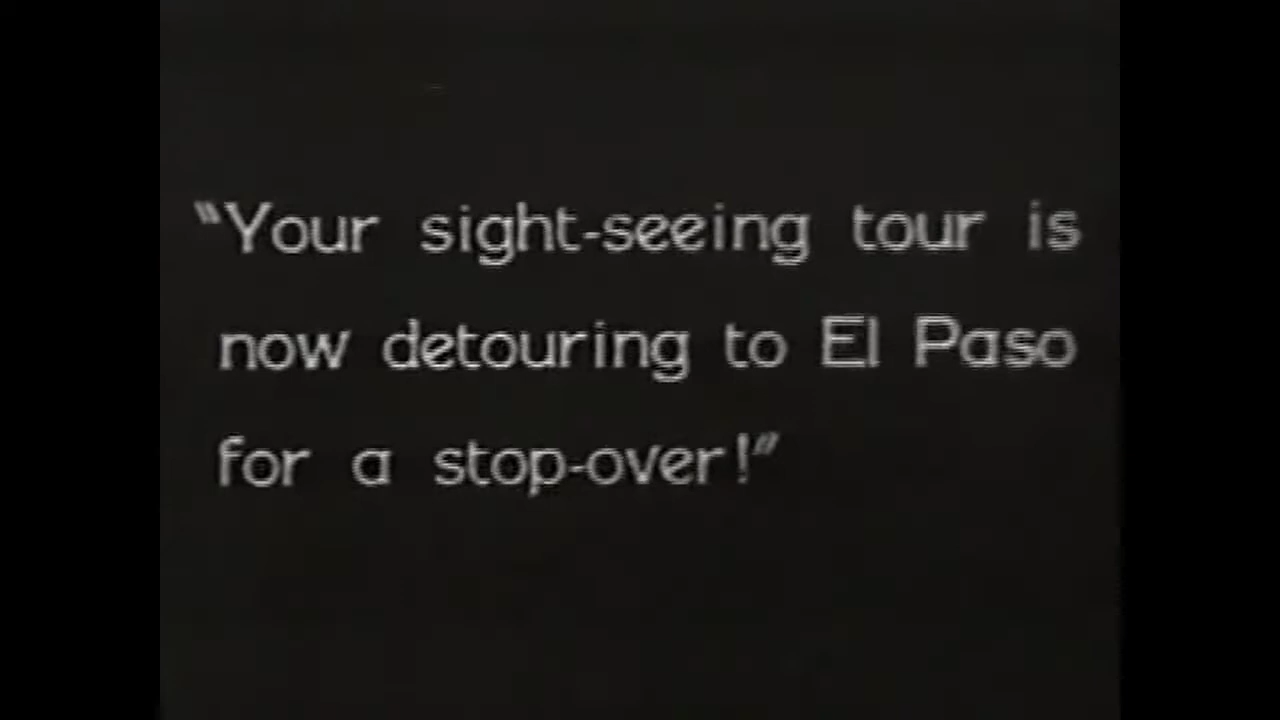 “Your sight-seeing tour is
now detouring to El Paso
for a stop-over!”